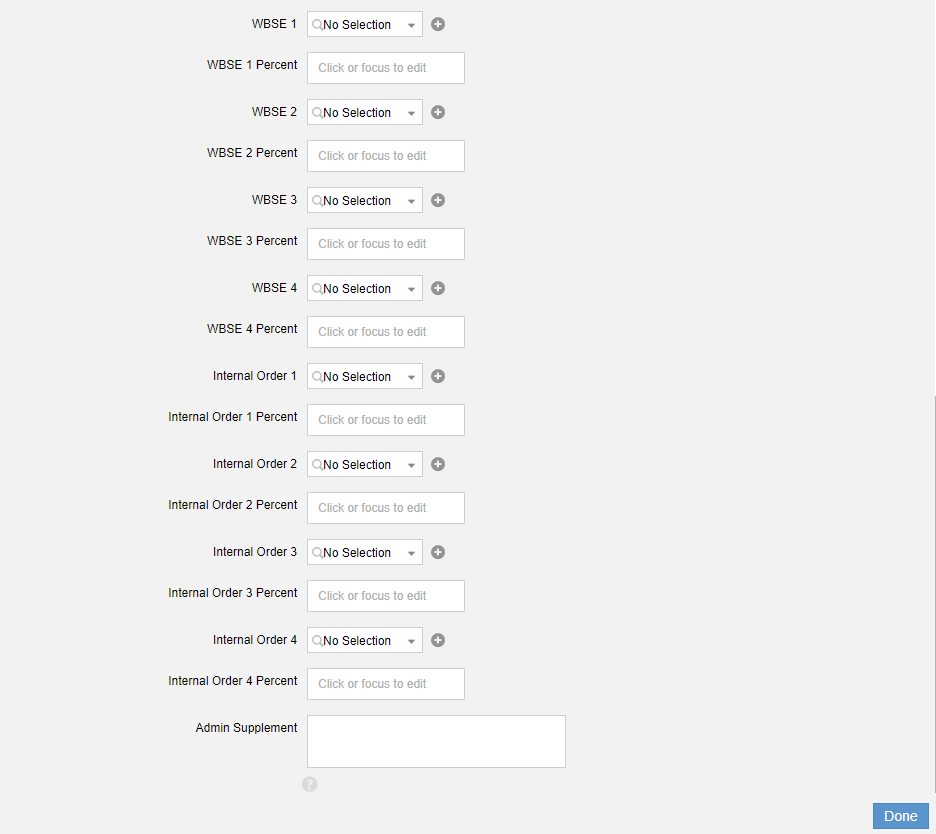 WBSE 1 No Selection
WBSE 1 Percent Click or focus to edit
WBSE 2 No Selection
WBSE 2 Percent Click or focus to edit
WBSE 3 No Selection
WBSE 3 Percent Click or focus to edit
WBSE 4 No Selection
WBSE 4 Percent Click or focus to edit
Internal Order 1 No Selection
Internal Order 1 Percent Click or focus to edit
Internal Order 2 No Selection
Internal Order 2 Percent Click or focus to edit
Internal Order 3 No Selection
Internal Order 3 Percent Click or focus to edit
Internal Order 4 No Selection
Internal Order 4 Percent Click or focus to edit
Admin Supplement
?
Done